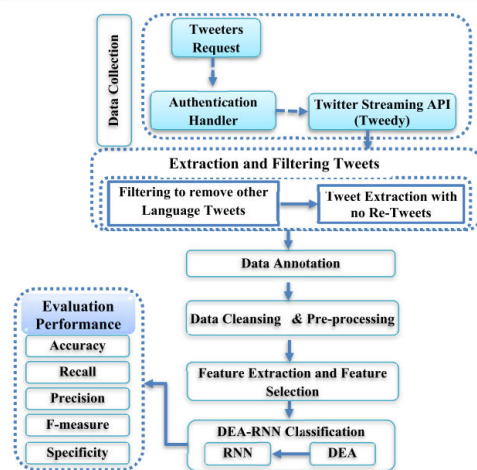 Data Collection
Tweeters
Request
Authentication
Handler
Twitter Streaming API
(Tweedy)
Extraction and Filtering Tweets
Filtering to remove other
Language Tweets
Tweet Extraction with
no Re-Tweets
Data Annotation
Data Cleansing & Pre-processing
Feature Extraction and Feature
Selection
DEA-RNN Classification
RNN
DEA
Evaluation
Performance
Accuracy
Recall
Precision
F-measure
Specificity